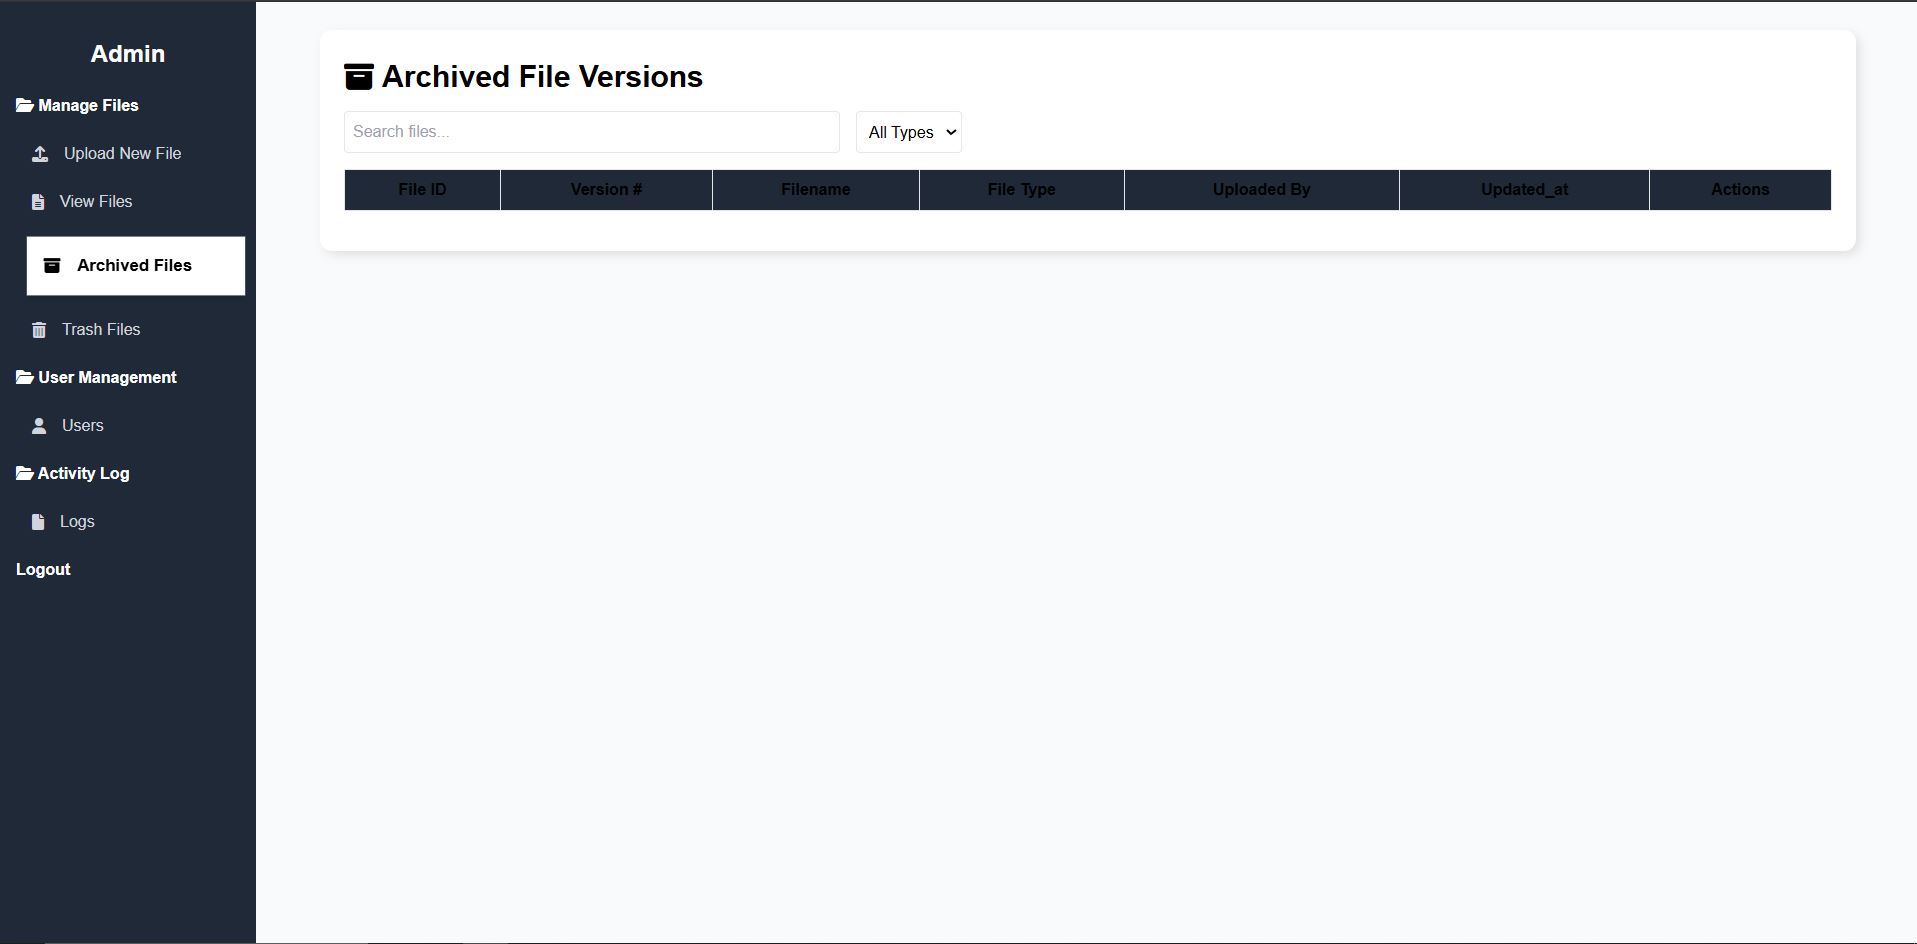 Admin
Manage Files
Upload New File
View Files
Archived Files
Trash Files
User Management
Users
Activity Log
Logs
Logout
Archived File Versions
Search files...
All Types
File ID Version # Filename File Type Uploaded By Updated_at Actions